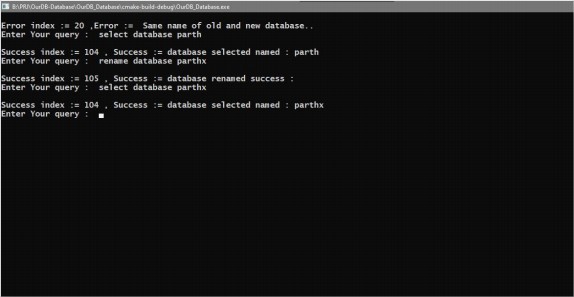 B:\PRJ\OurDB-Database\OurDB_Database\cmake-build-debug\OurDB_Database.exe
Error index := 20 ,Error :=  Same name of old and new database..
Enter Your query :  select database parth
Success index := 104 , Success := database selected named : parth
Enter Your query :  rename database parthx
Success index := 105 , Success := database renamed success :
Enter Your query :  select database parthx
Success index := 104 , Success := database selected named : parthx
Enter Your query :